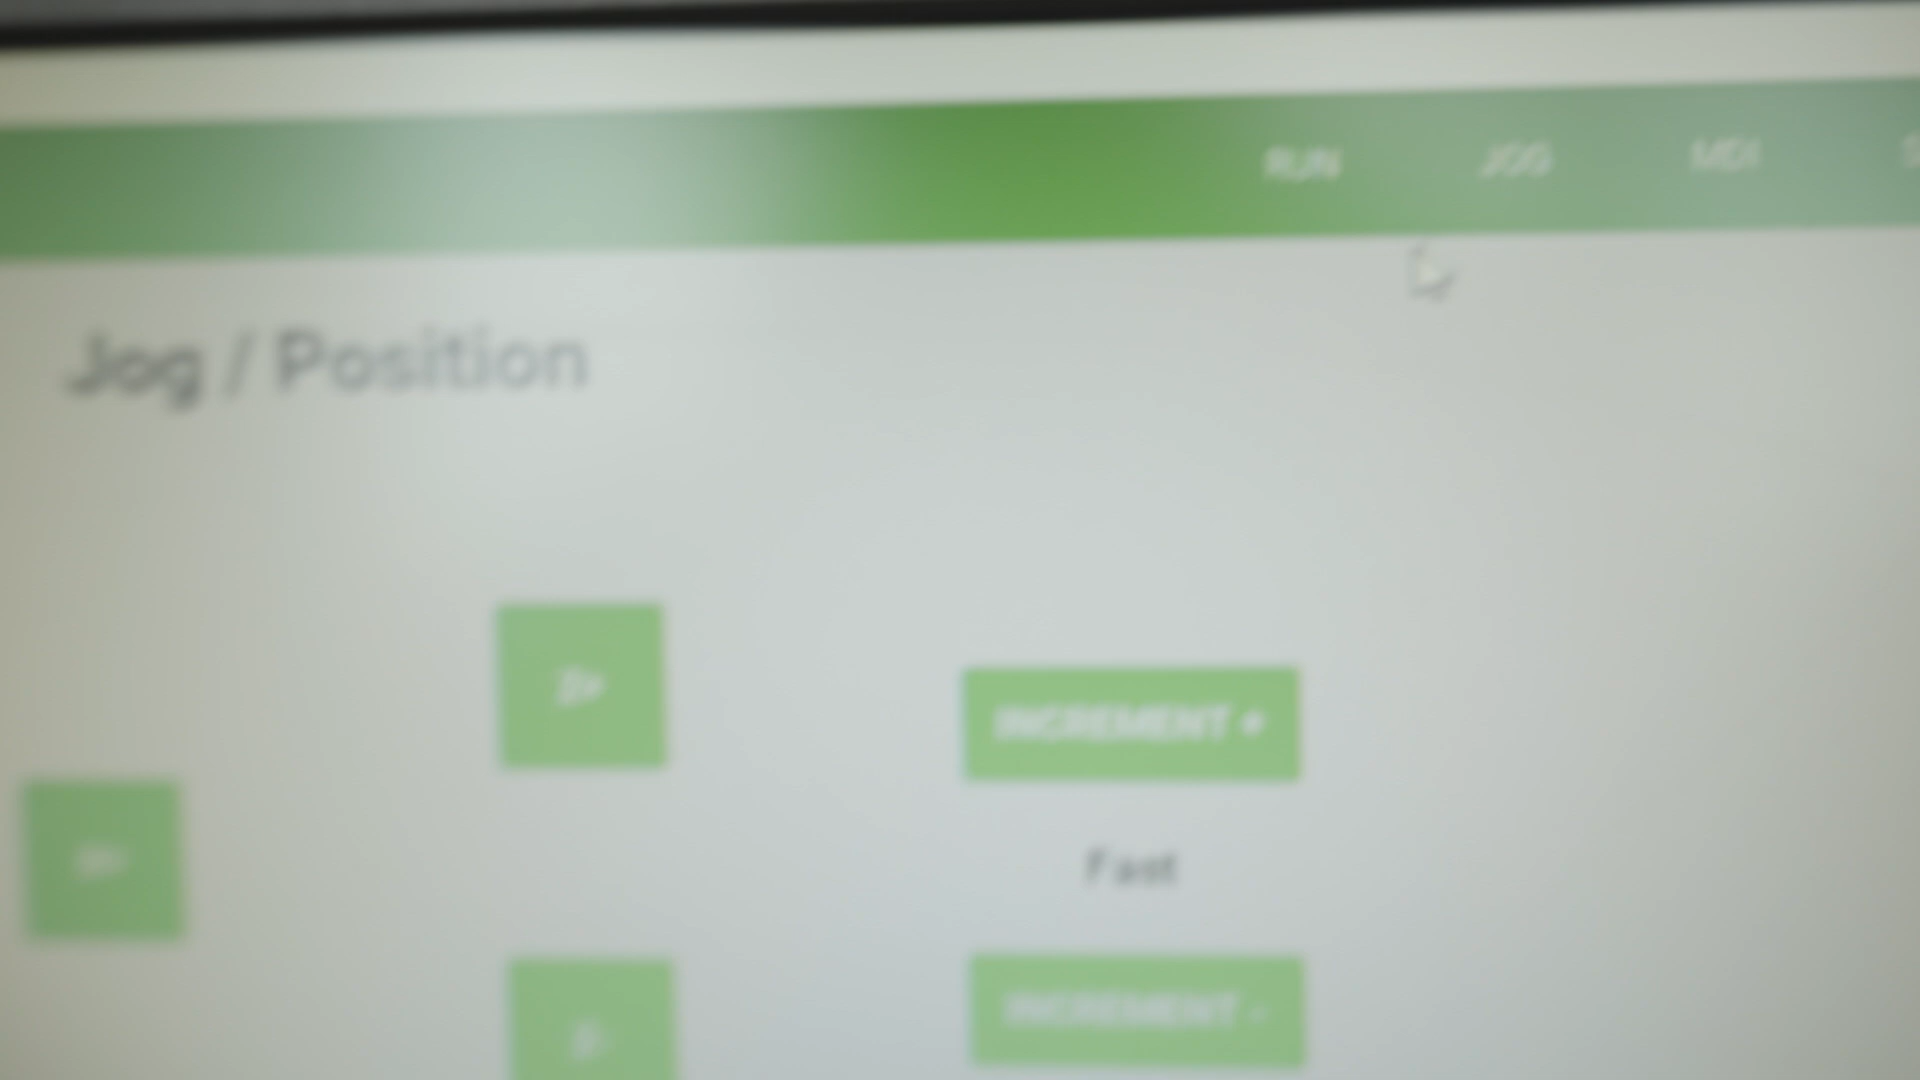 RUN JOG MDI
Jog / Position
Z+
INCREMENT +
Fast
INCREMENT -